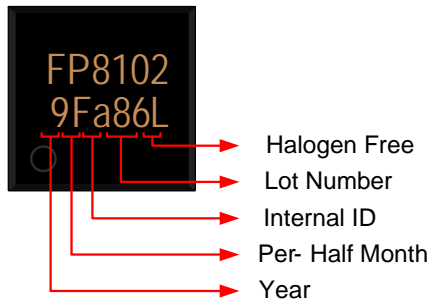 FP8102
9Fa86L
Halogen Free
Lot Number
Internal ID
Per- Half Month
Year